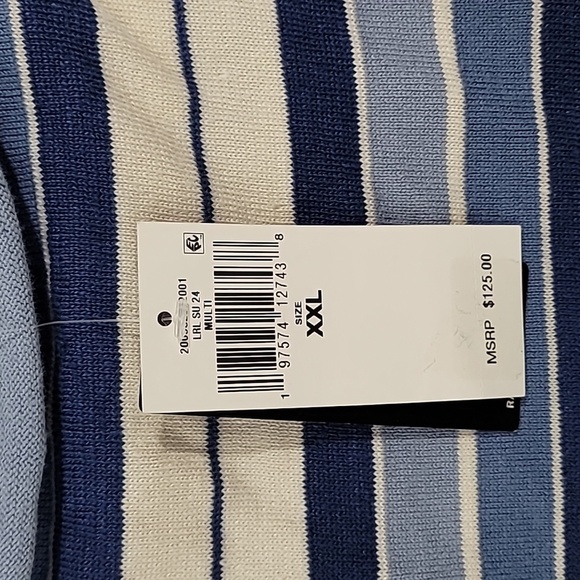 LRL SU 24
MULTI
1 97574 12743 8
SIZE
XXL
MSRP $125.00